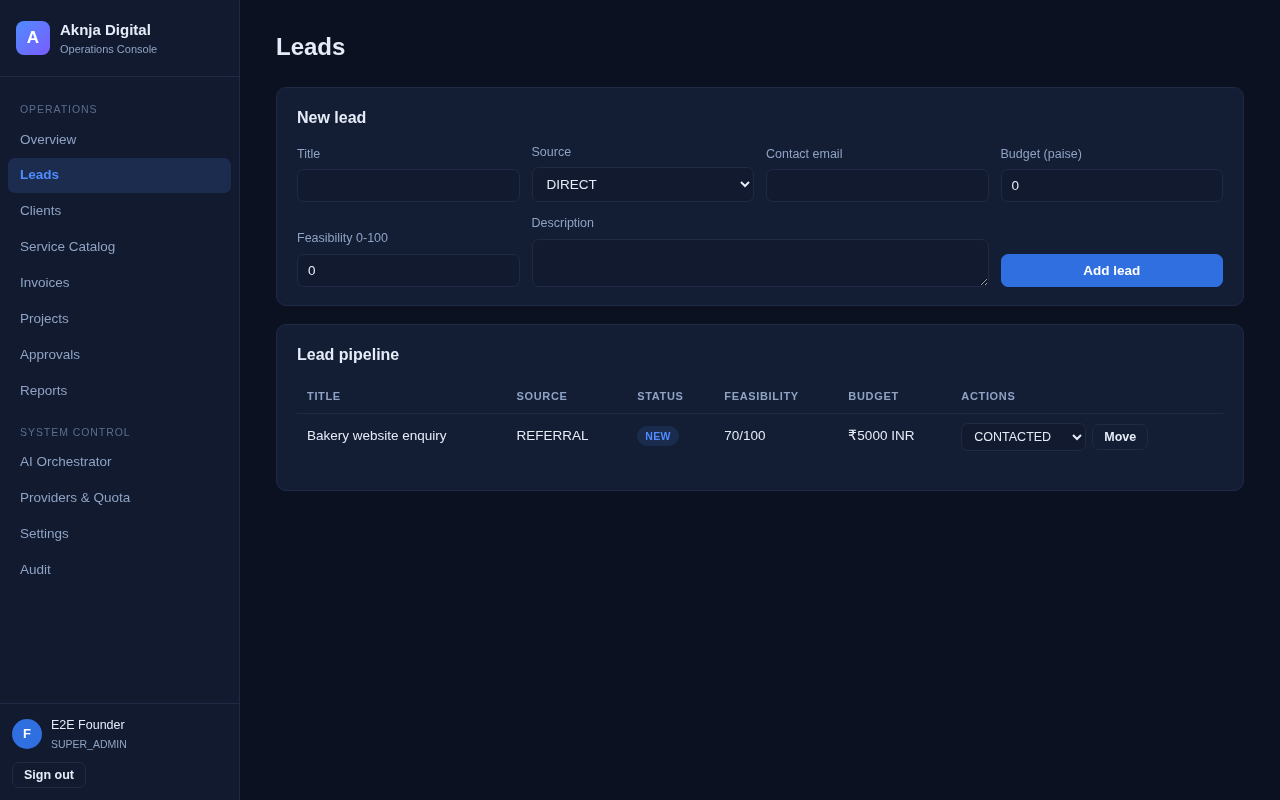 A
Aknja Digital
Operations Console
OPERATIONS
Overview
Leads
Clients
Service Catalog
Invoices
Projects
Approvals
Reports
SYSTEM CONTROL
AI Orchestrator
Providers & Quota
Settings
Audit
F
E2E Founder
SUPER_ADMIN
Sign out
Leads
New lead
Title
Source
Contact email
Budget (paise)
DIRECT
0
Feasibility 0-100
Description
0
Add lead
Lead pipeline
TITLE SOURCE STATUS FEASIBILITY BUDGET ACTIONS
Bakery website enquiry REFERRAL NEW 70/100 ₹5000 INR CONTACTED Move